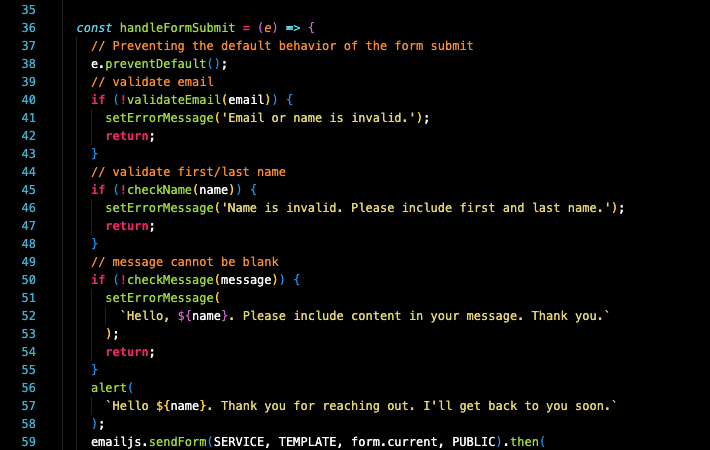 35
36 const handleFormSubmit = (e) => {
37 // Preventing the default behavior of the form submit
38 e.preventDefault();
39 // validate email
40 if (!validateEmail(email)) {
41 setErrorMessage('Email or name is invalid.');
42 return;
43 }
44 // validate first/last name
45 if (!checkName(name)) {
46 setErrorMessage('Name is invalid. Please include first and last name.');
47 return;
48 }
49 // message cannot be blank
50 if (!checkMessage(message)) {
51 setErrorMessage(
52 `Hello, ${name}. Please include content in your message. Thank you.`
53 );
54 return;
55 }
56 alert(
57 `Hello ${name}. Thank you for reaching out. I'll get back to you soon.`
58 );
59 emailjs.sendForm(SERVICE, TEMPLATE, form.current, PUBLIC).then(